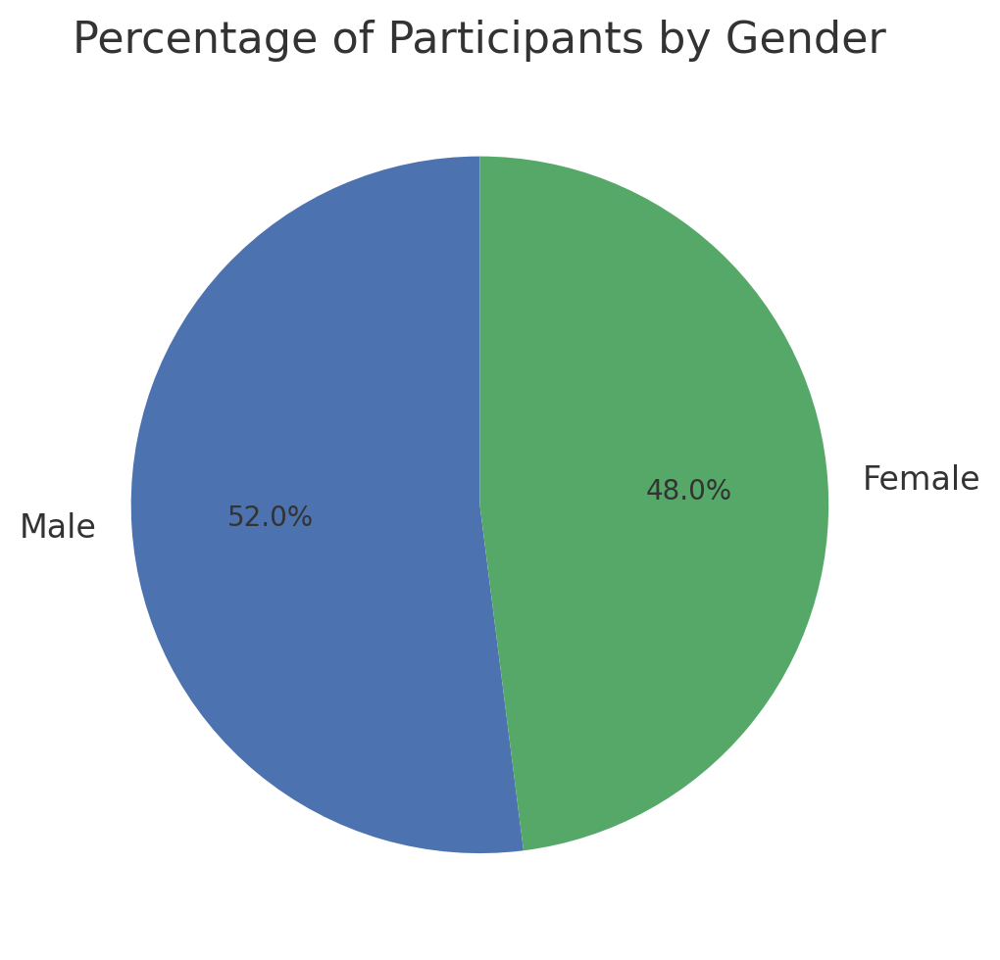 Percentage of Participants by Gender
48.0%
Female
Male
52.0%